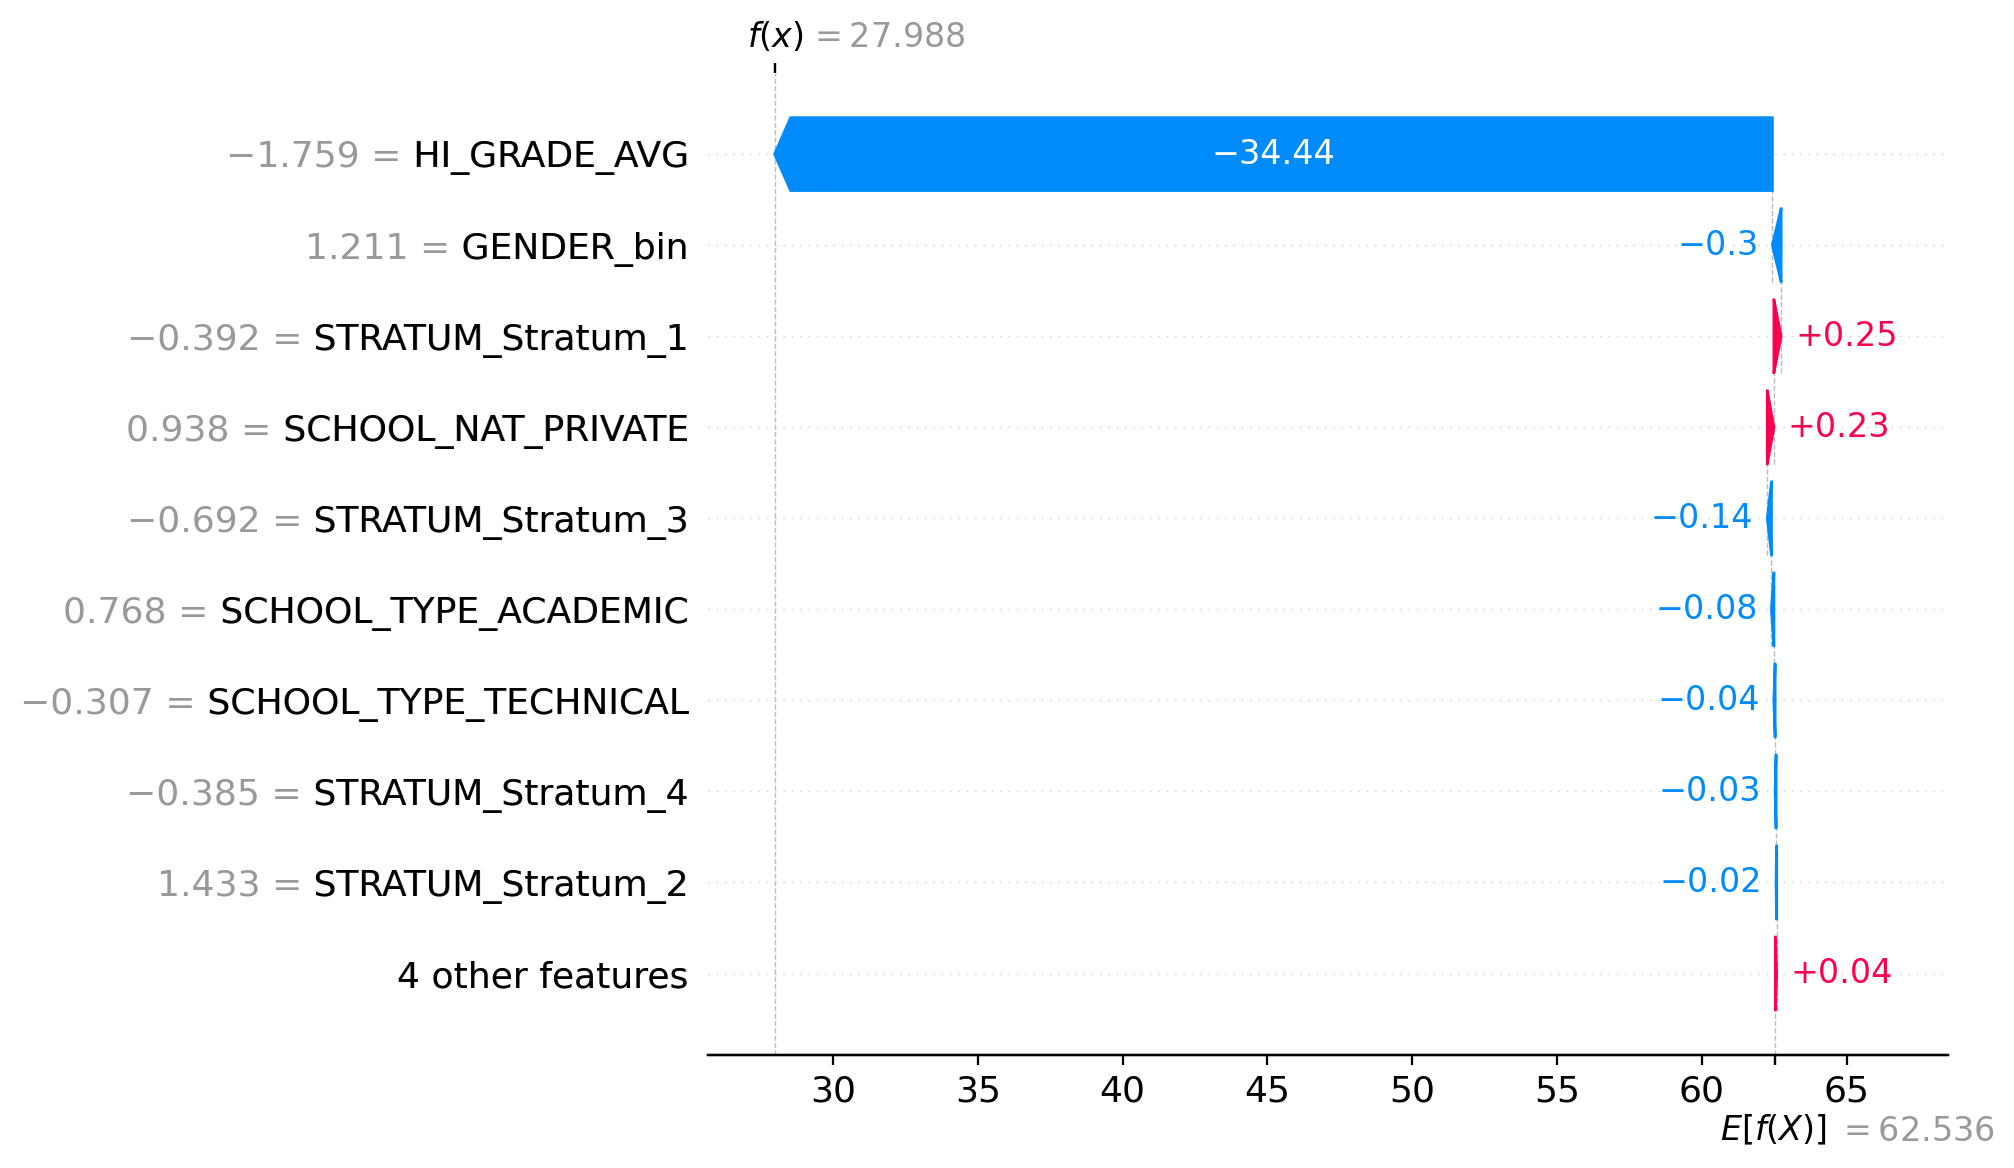 f(x) = 27.988
−1.759 = HI_GRADE_AVG
−34.44
1.211 = GENDER_bin
−0.3
−0.392 = STRATUM_Stratum_1
+0.25
0.938 = SCHOOL_NAT_PRIVATE
+0.23
−0.692 = STRATUM_Stratum_3
−0.14
0.768 = SCHOOL_TYPE_ACADEMIC
−0.08
−0.307 = SCHOOL_TYPE_TECHNICAL
−0.04
−0.385 = STRATUM_Stratum_4
−0.03
1.433 = STRATUM_Stratum_2
−0.02
4 other features
+0.04
30 35 40 45 50 55 60 65
E[f(X)] = 62.536